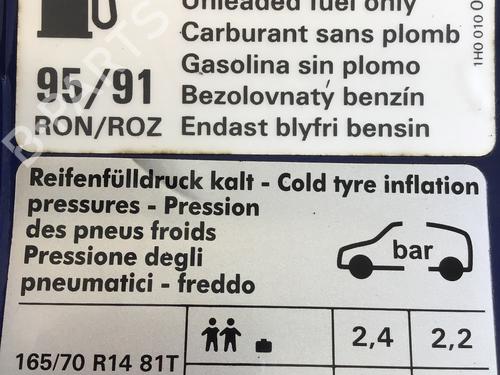 Unleaded fuel only
Carburant sans plomb
Gasolina sin plomo
95/91 Bezolovnatý benzín
RON/ROZ Endast blyfri bensin
1H0 010 0
Reifenfülldruck kalt - Cold tyre inflation
pressures - Pression
des pneus froids
Pressione degli
pneumatici - freddo
bar
2,4 2,2
165/70 R14 81T